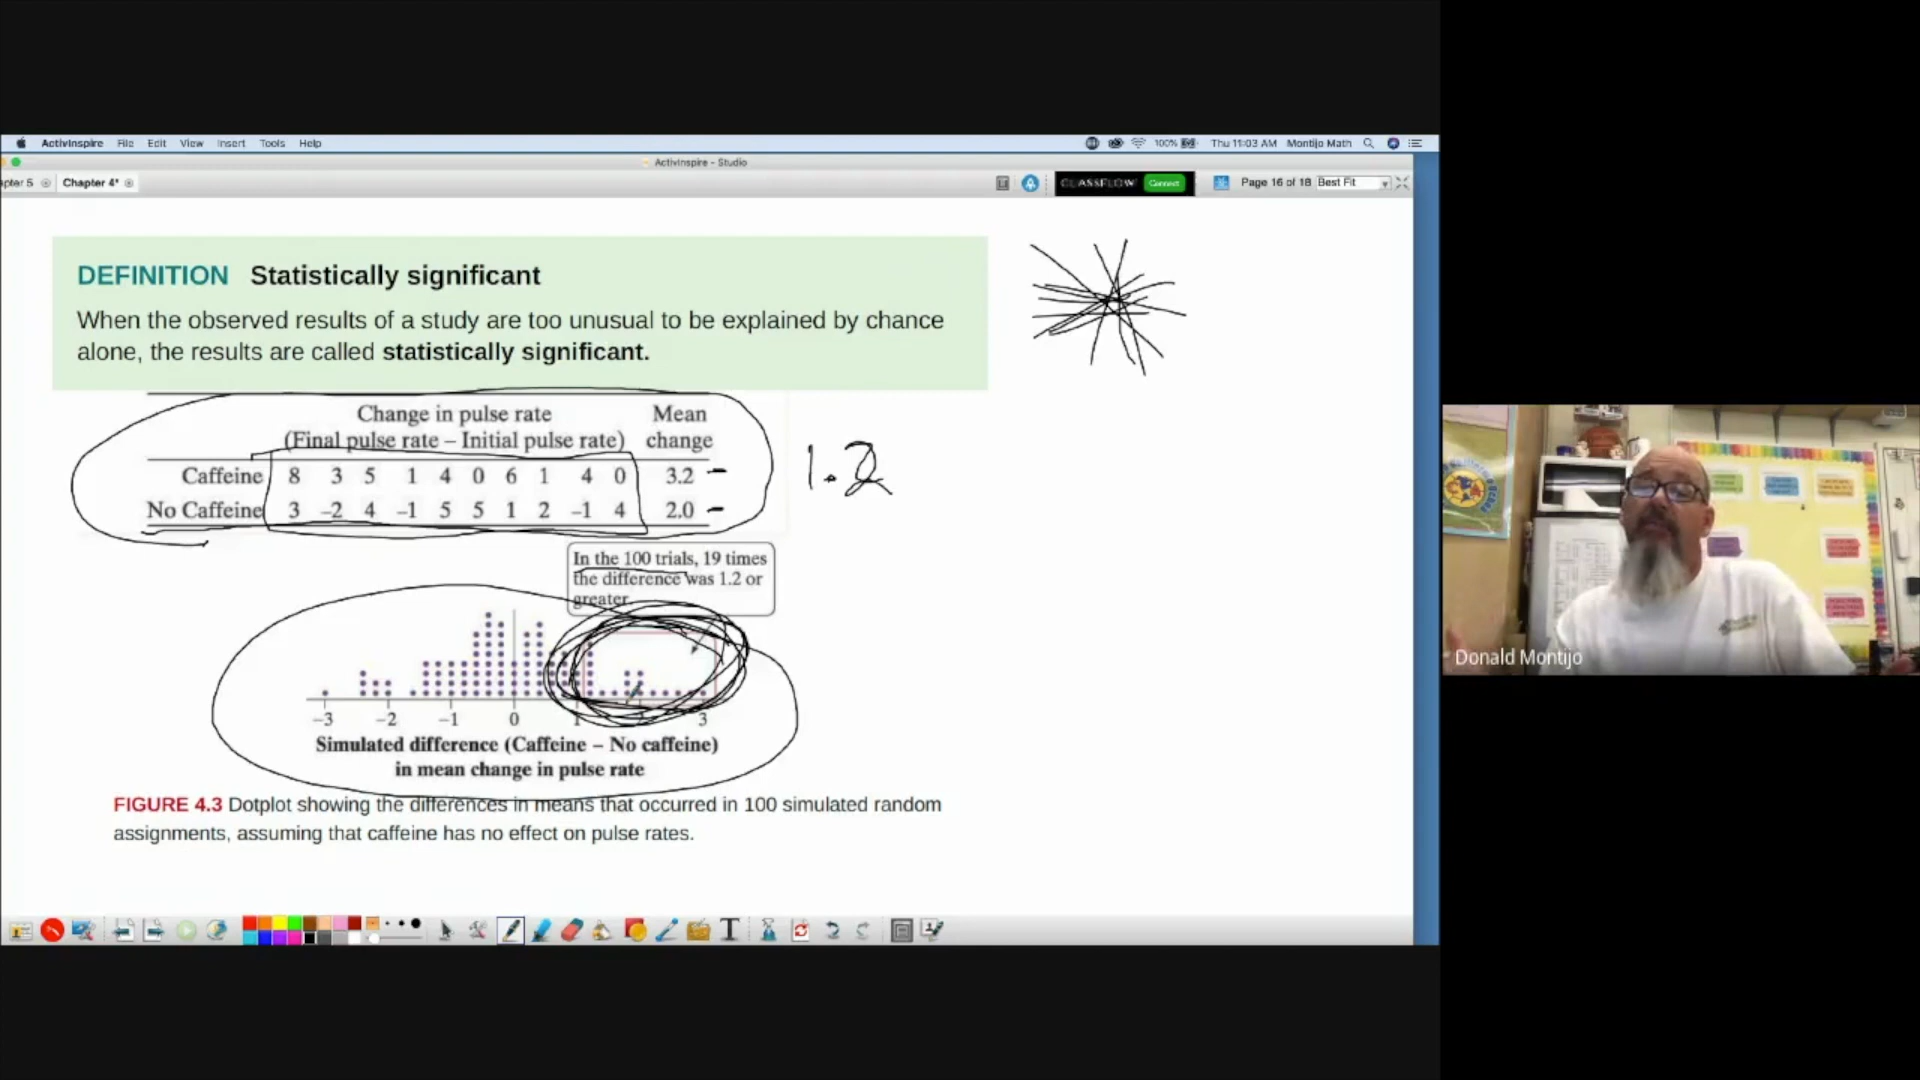 ActivInspire File Edit View Insert Tools Help 100% Thu 11:03 AM Montijo Math
ActivInspire - Studio
pter 5 Chapter 4* CLASSFLOW Connect Page 16 of 18 Best Fit
DEFINITION Statistically significant
When the observed results of a study are too unusual to be explained by chance
alone, the results are called statistically significant.
Change in pulse rate Mean
(Final pulse rate – Initial pulse rate) change
Caffeine 8 3 5 1 4 0 6 1 4 0 3.2
No Caffeine 3 –2 4 –1 5 5 1 2 –1 4 2.0
1.2
In the 100 trials, 19 times
the difference was 1.2 or
greater.
–3 –2 –1 0 1 2 3
Simulated difference (Caffeine – No caffeine)
in mean change in pulse rate
FIGURE 4.3 Dotplot showing the differences in means that occurred in 100 simulated random
assignments, assuming that caffeine has no effect on pulse rates.
T
Donald Montijo